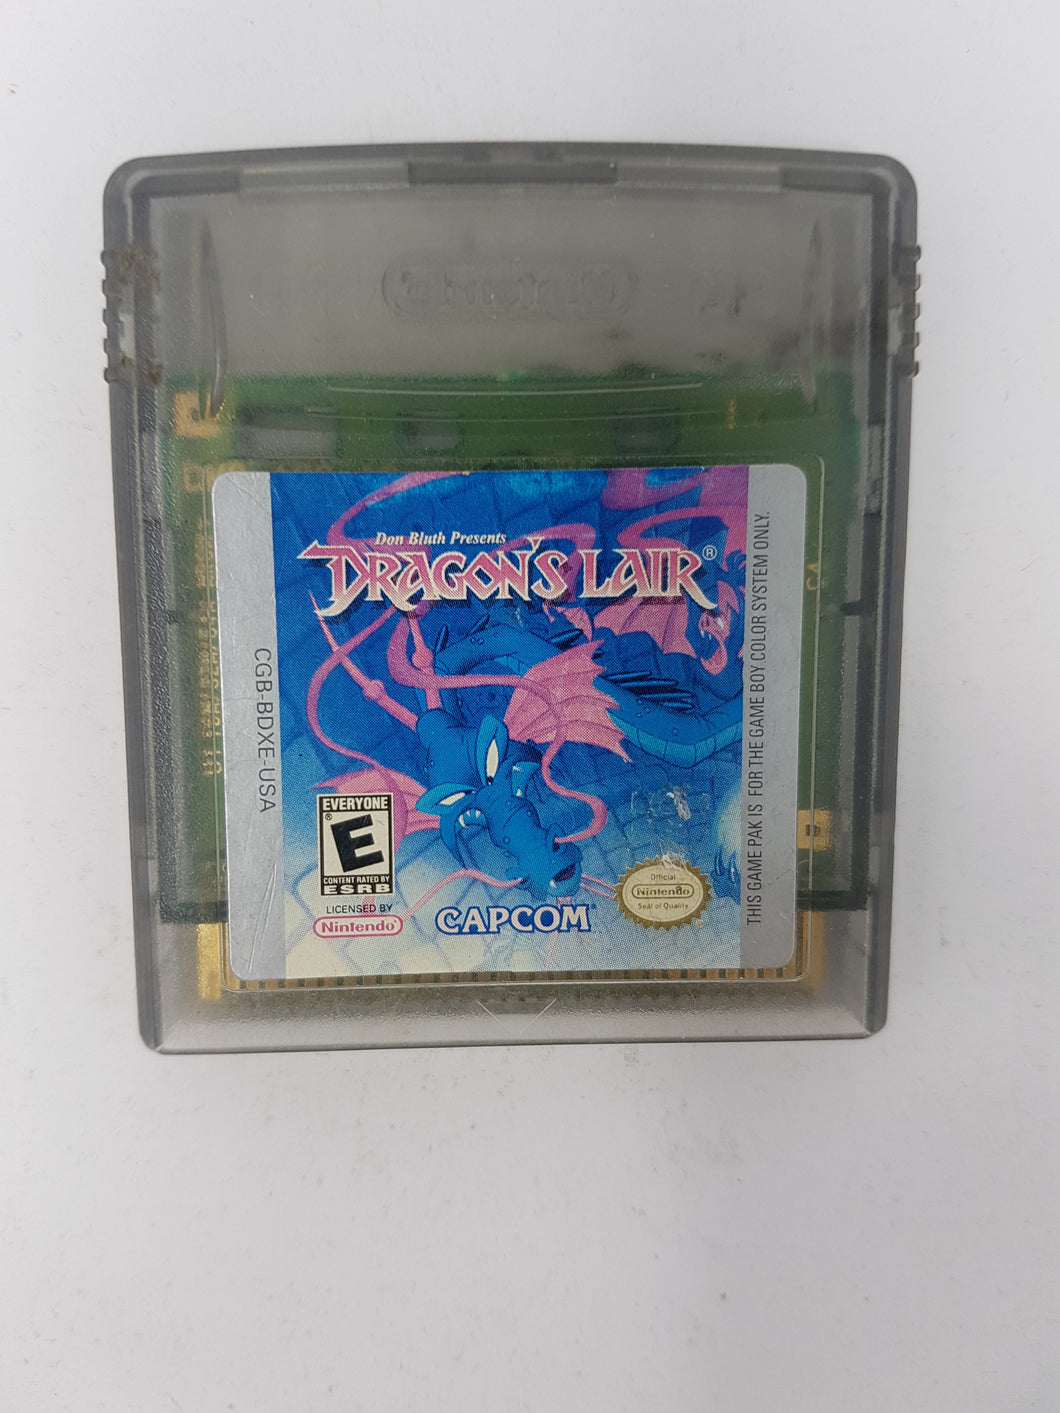 Nintendo
Don Bluth Presents
DRAGON'S LAIR®
CGB-BDXE-USA
THIS GAME PAK IS FOR THE GAME BOY COLOR SYSTEM ONLY.
EVERYONE
E®
CONTENT RATED BY
ESRB
LICENSED BY
Nintendo®
CAPCOM®
Official
Nintendo
Seal of Quality